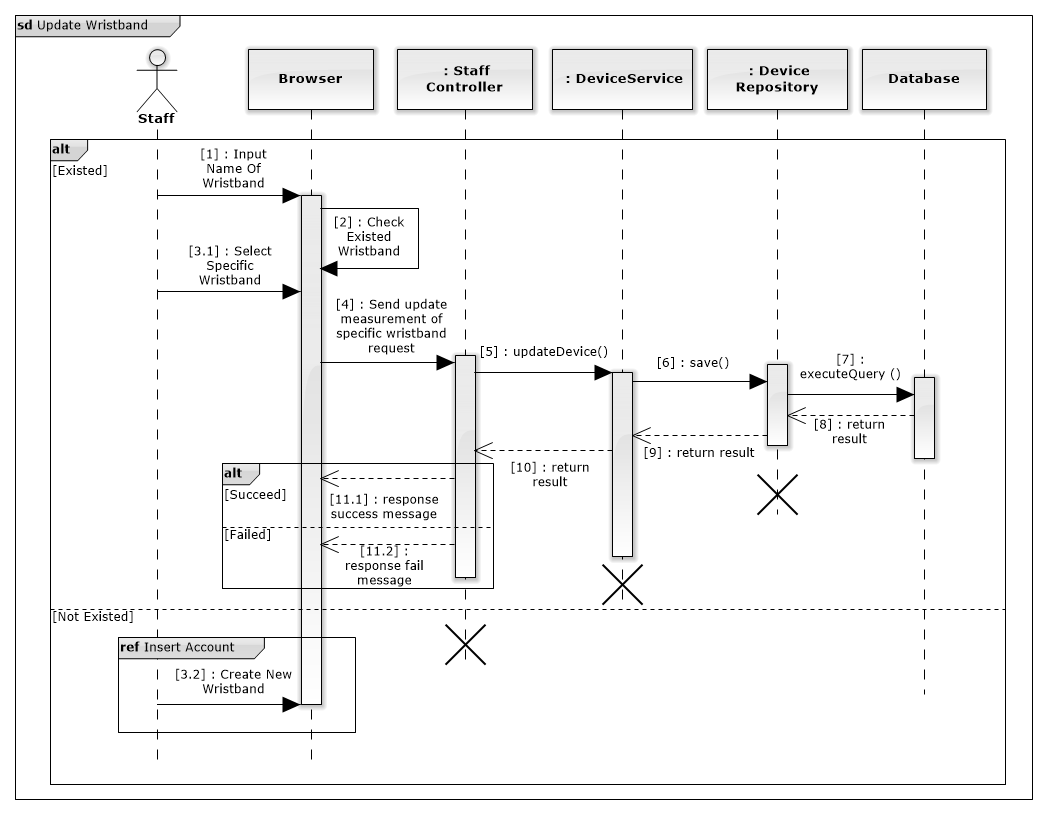 sd Update Wristband
Staff
Browser
: Staff
Controller
: DeviceService
: Device
Repository
Database
alt
[Existed]
[1] : Input
Name Of
Wristband
[2] : Check
Existed
Wristband
[3.1] : Select
Specific
Wristband
[4] : Send update
measurement of
specific wristband
request
[5] : updateDevice()
[6] : save()
[7] :
executeQuery ()
[8] : return
result
[9] : return result
[10] : return
result
alt
[Succeed]
[11.1] : response
success message
[Failed]
[11.2] :
response fail
message
[Not Existed]
ref Insert Account
[3.2] : Create New
Wristband